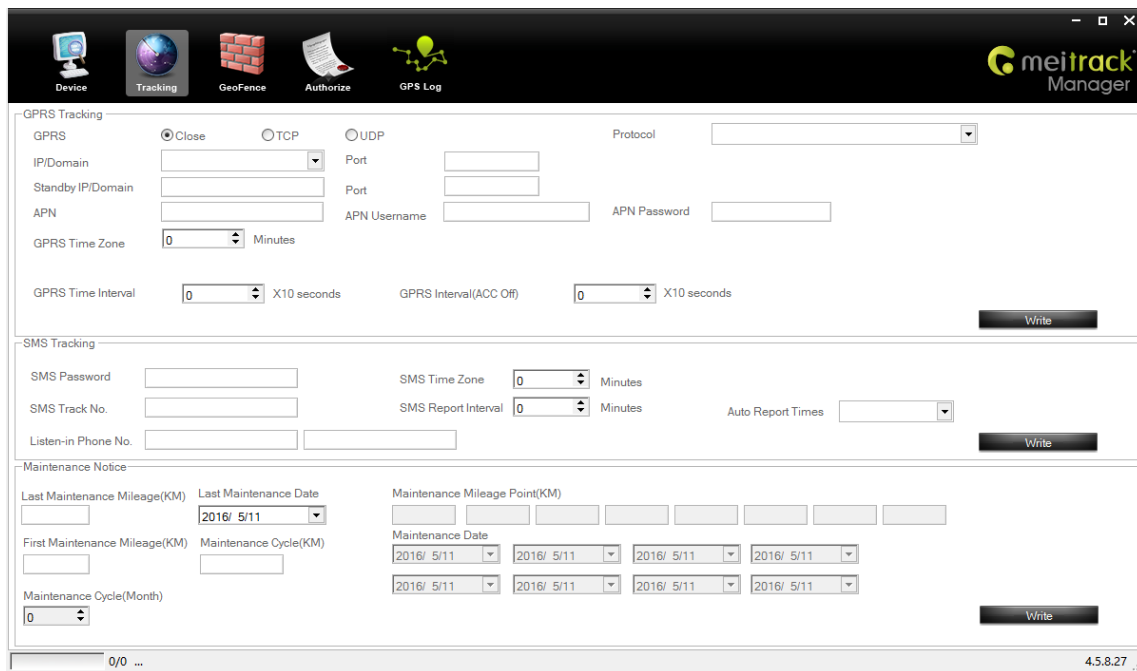 meitrack
Manager
Device Tracking GeoFence Authorize GPS Log
GPRS Tracking
GPRS Close TCP UDP Protocol
IP/Domain Port
Standby IP/Domain Port
APN APN Username APN Password
GPRS Time Zone 0 Minutes
GPRS Time Interval 0 X10 seconds GPRS Interval(ACC Off) 0 X10 seconds
Write
SMS Tracking
SMS Password SMS Time Zone 0 Minutes
SMS Track No. SMS Report Interval 0 Minutes Auto Report Times
Listen-in Phone No. Write
Maintenance Notice
Last Maintenance Mileage(KM) Last Maintenance Date Maintenance Mileage Point(KM)
2016/ 5/11
First Maintenance Mileage(KM) Maintenance Cycle(KM) Maintenance Date
2016/ 5/11 2016/ 5/11 2016/ 5/11 2016/ 5/11
2016/ 5/11 2016/ 5/11 2016/ 5/11 2016/ 5/11
Maintenance Cycle(Month)
0 Write
0/0 ... 4.5.8.27